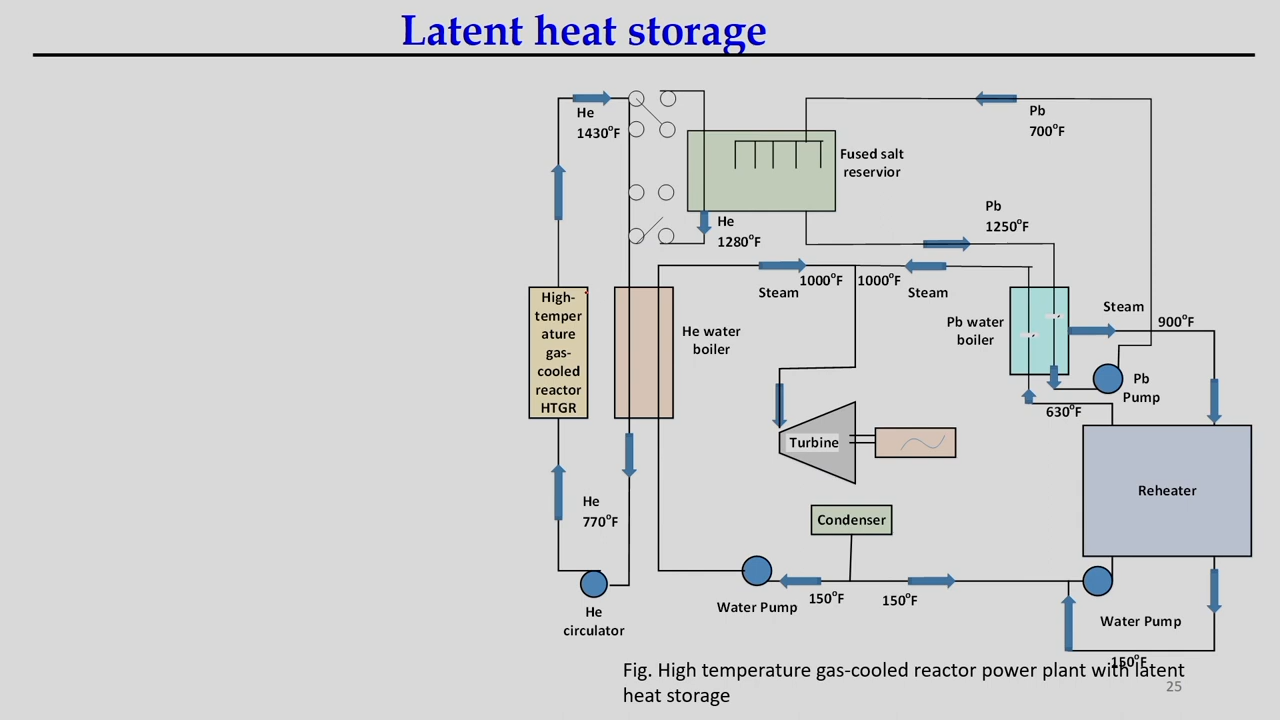 Latent heat storage
He
1430°F
Pb
700°F
Fused salt
reservior
Pb
1250°F
He
1280°F
1000°F
1000°F
Steam
Steam
High-
temper
ature
gas-
cooled
reactor
HTGR
He water
boiler
Pb water
boiler
Steam
900°F
Pb
Pump
630°F
Turbine
Reheater
He
770°F
Condenser
150°F
150°F
Water Pump
He
circulator
Water Pump
150°F
Fig. High temperature gas-cooled reactor power plant with latent
heat storage
25